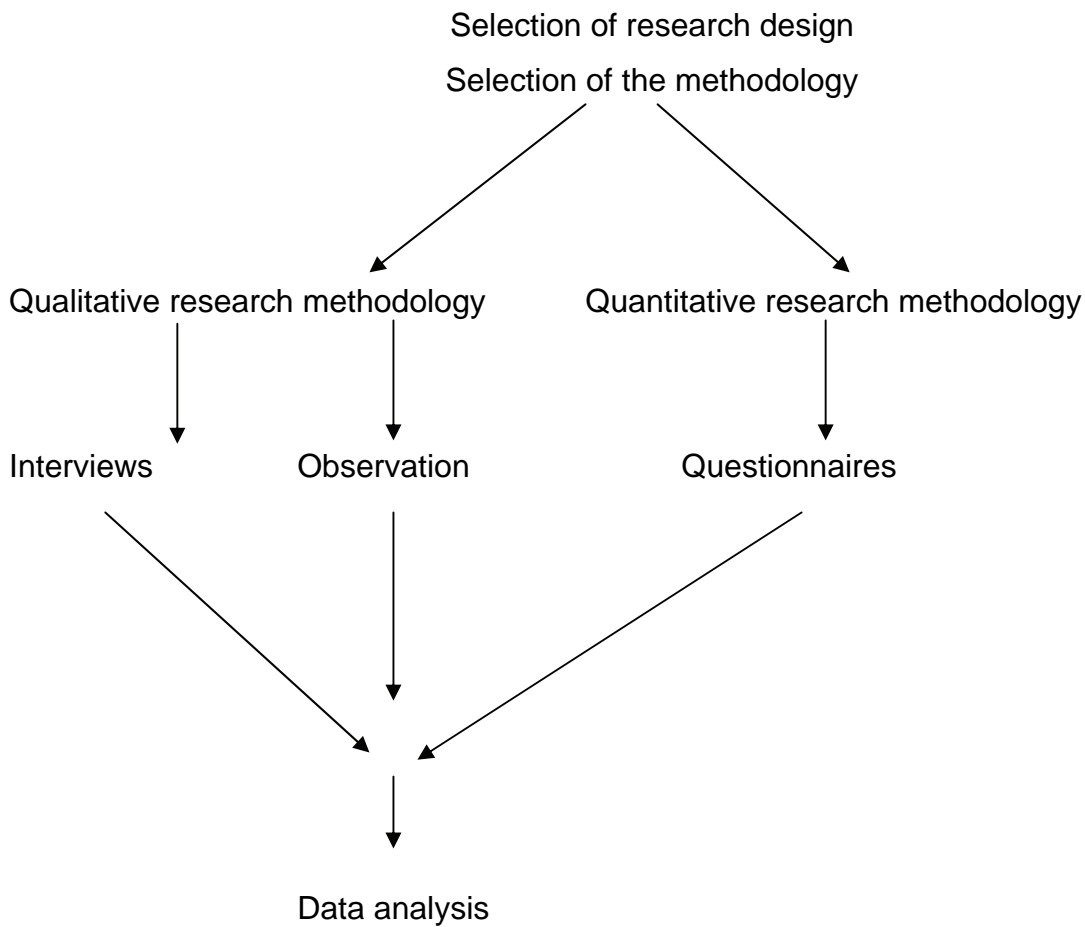 Selection of research design
Selection of the methodology
Qualitative research methodology
Quantitative research methodology
Interviews
Observation
Questionnaires
Data analysis